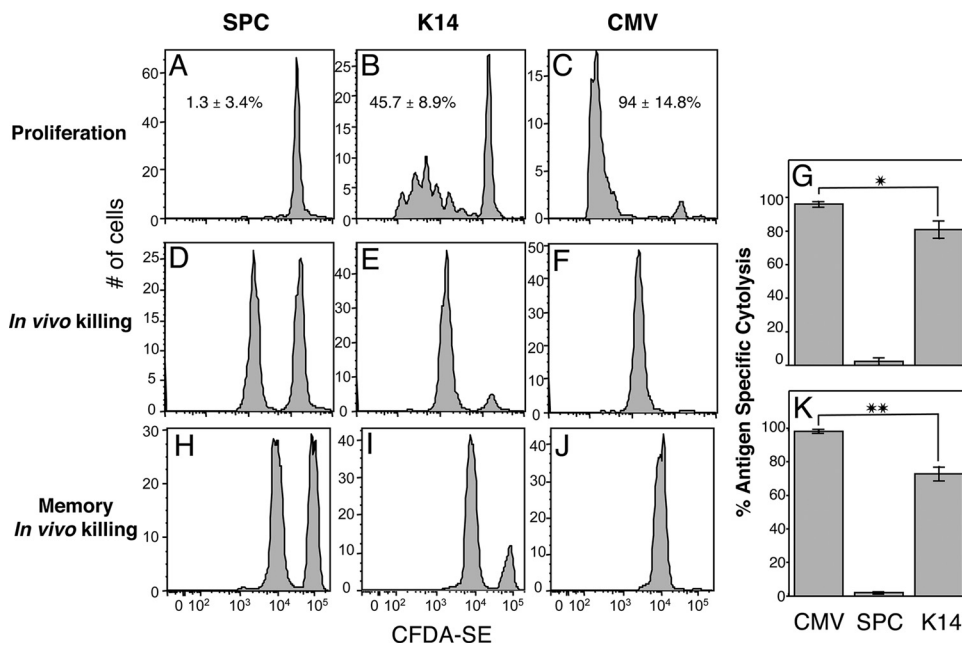 SPC K14 CMV
Proliferation
In vivo killing
Memory
In vivo killing
# of cells
A
1.3 ± 3.4%
60
40
20
0
B
45.7 ± 8.9%
25
20
15
10
5
0
C
94 ± 14.8%
15
10
5
0
D
25
20
15
10
5
0
E
40
30
20
10
0
F
50
40
30
20
10
0
H
30
20
10
0
I
40
30
20
10
0
J
40
30
20
10
0
0 10² 10³ 10⁴ 10⁵
0 10² 10³ 10⁴ 10⁵
0 10² 10³ 10⁴ 10⁵
CFDA-SE
% Antigen Specific Cytolysis
G
*
100
80
60
40
20
0
K
**
100
80
60
40
20
0
CMV SPC K14